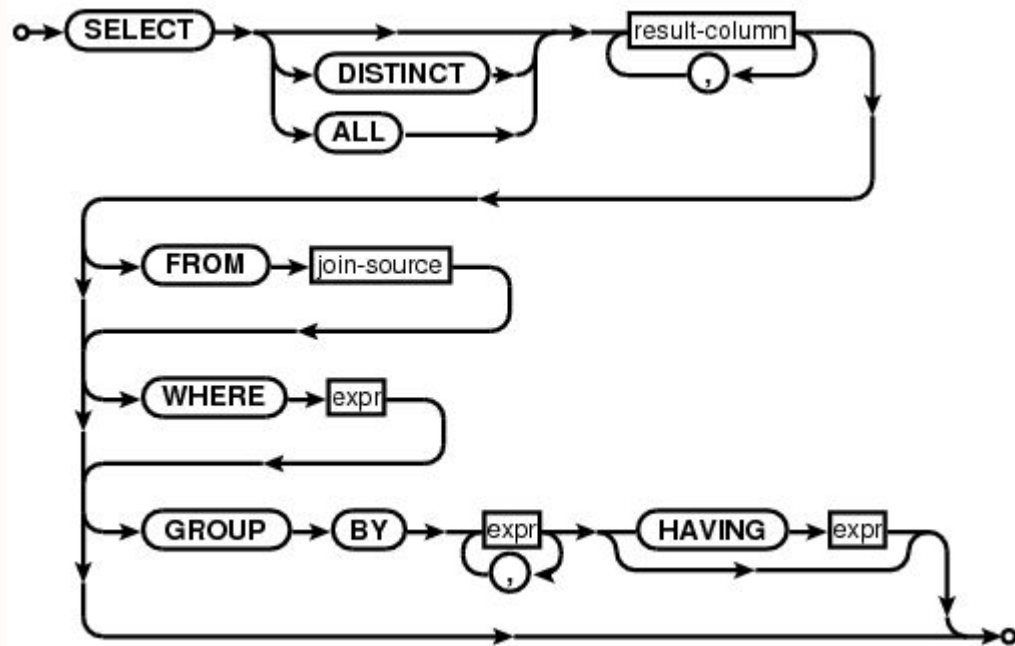 SELECT result-column
DISTINCT ,
ALL
FROM join-source
WHERE expr
GROUP BY expr HAVING expr
,